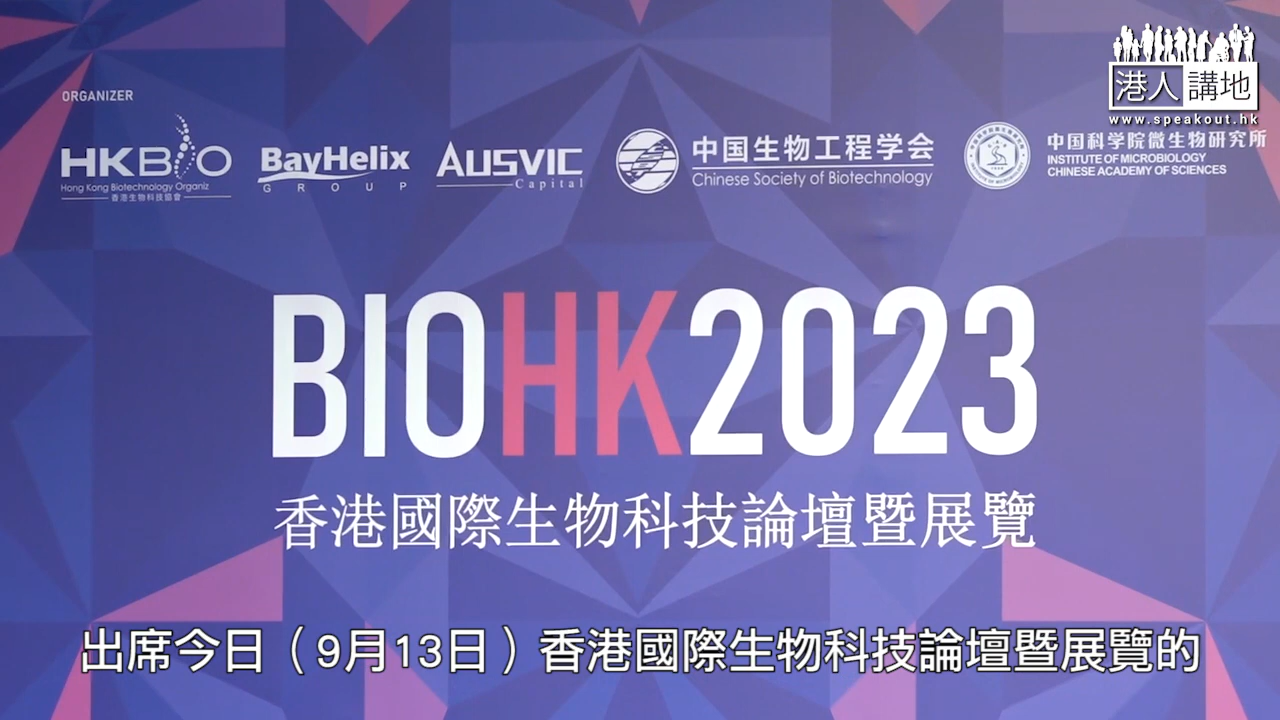 港人講地
www.speakout.hk
ORGANIZER
HKBIO
Hong Kong Biotechnology Organiz
香港生物科技協會
BayHelix
GROUP
AUSVIC
Capital
中国生物工程学会
Chinese Society of Biotechnology
中国科学院微生物研究所
INSTITUTE OF MICROBIOLOGY
CHINESE ACADEMY OF SCIENCES
BIOHK2023
香港國際生物科技論壇暨展覽
出席今日（9月13日）香港國際生物科技論壇暨展覽的